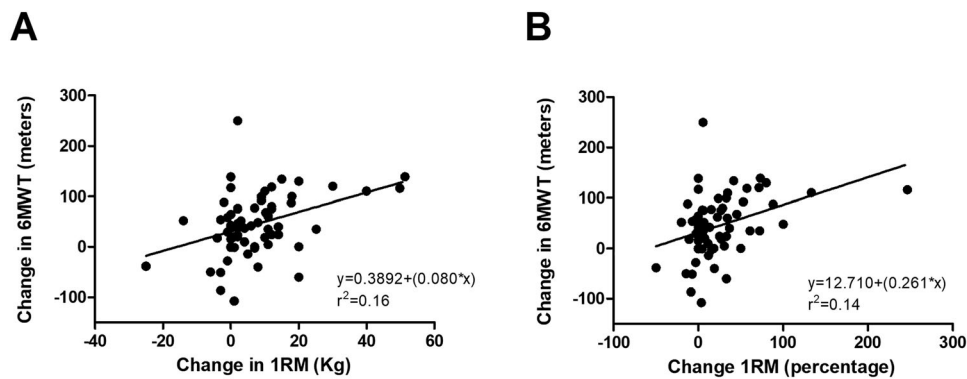 A
B
Change in 6MWT (meters)
300
200
100
0
-100
-40
-20
0
20
40
60
Change in 1RM (Kg)
y=0.3892+(0.080*x)
r²=0.16
Change in 6MWT (meters)
300
200
100
0
-100
-100
0
100
200
300
Change 1RM (percentage)
y=12.710+(0.261*x)
r²=0.14